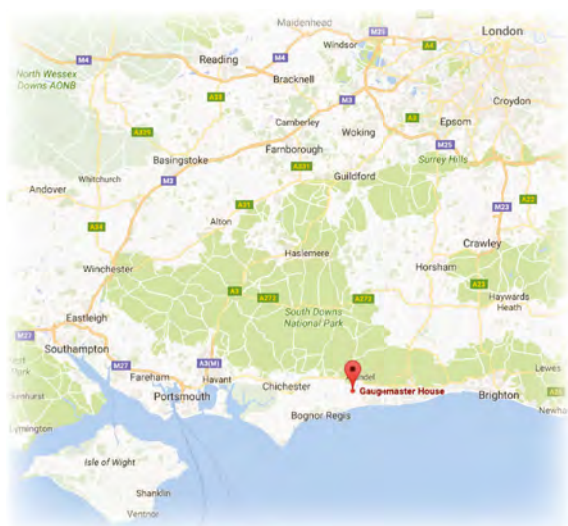 Maidenhead
M25
A4
London
M4
M4
Windsor
Reading
M4
North Wessex
Downs AONB
Bracknell
M3
Croydon
A33
Camberley
A3
Epsom
A339
Woking
M25
Farnborough
Basingstoke
A331
Surrey Hills
Whitchurch
M3
Guildford
Andover
M23
A22
A31
A34
Alton
Crawley
Haslemere
Winchester
Horsham
A23
A3
A272
A272
Haywards
Heath
South Downs
National Park
Eastleigh
M27
Southampton
M27
A3(M)
Lewes
Fareham
Havant
Chichester
Gaugemaster House
Brighton
Portsmouth
Bognor Regis
Isle of Wight
Shanklin
Ventnor